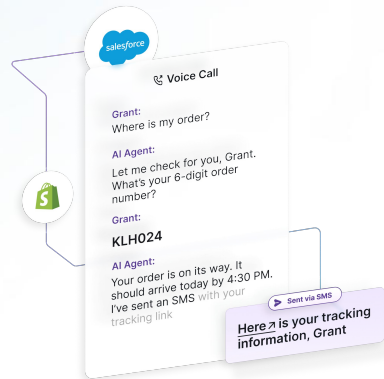 salesforce
Voice Call
Grant:
Where is my order?
AI Agent:
Let me check for you, Grant.
What's your 6-digit order
number?
Grant:
KLH024
AI Agent:
Your order is on its way. It
should arrive today by 4:30 PM.
I've sent an SMS with your
tracking link
Sent via SMS
Here↗ is your tracking
information, Grant